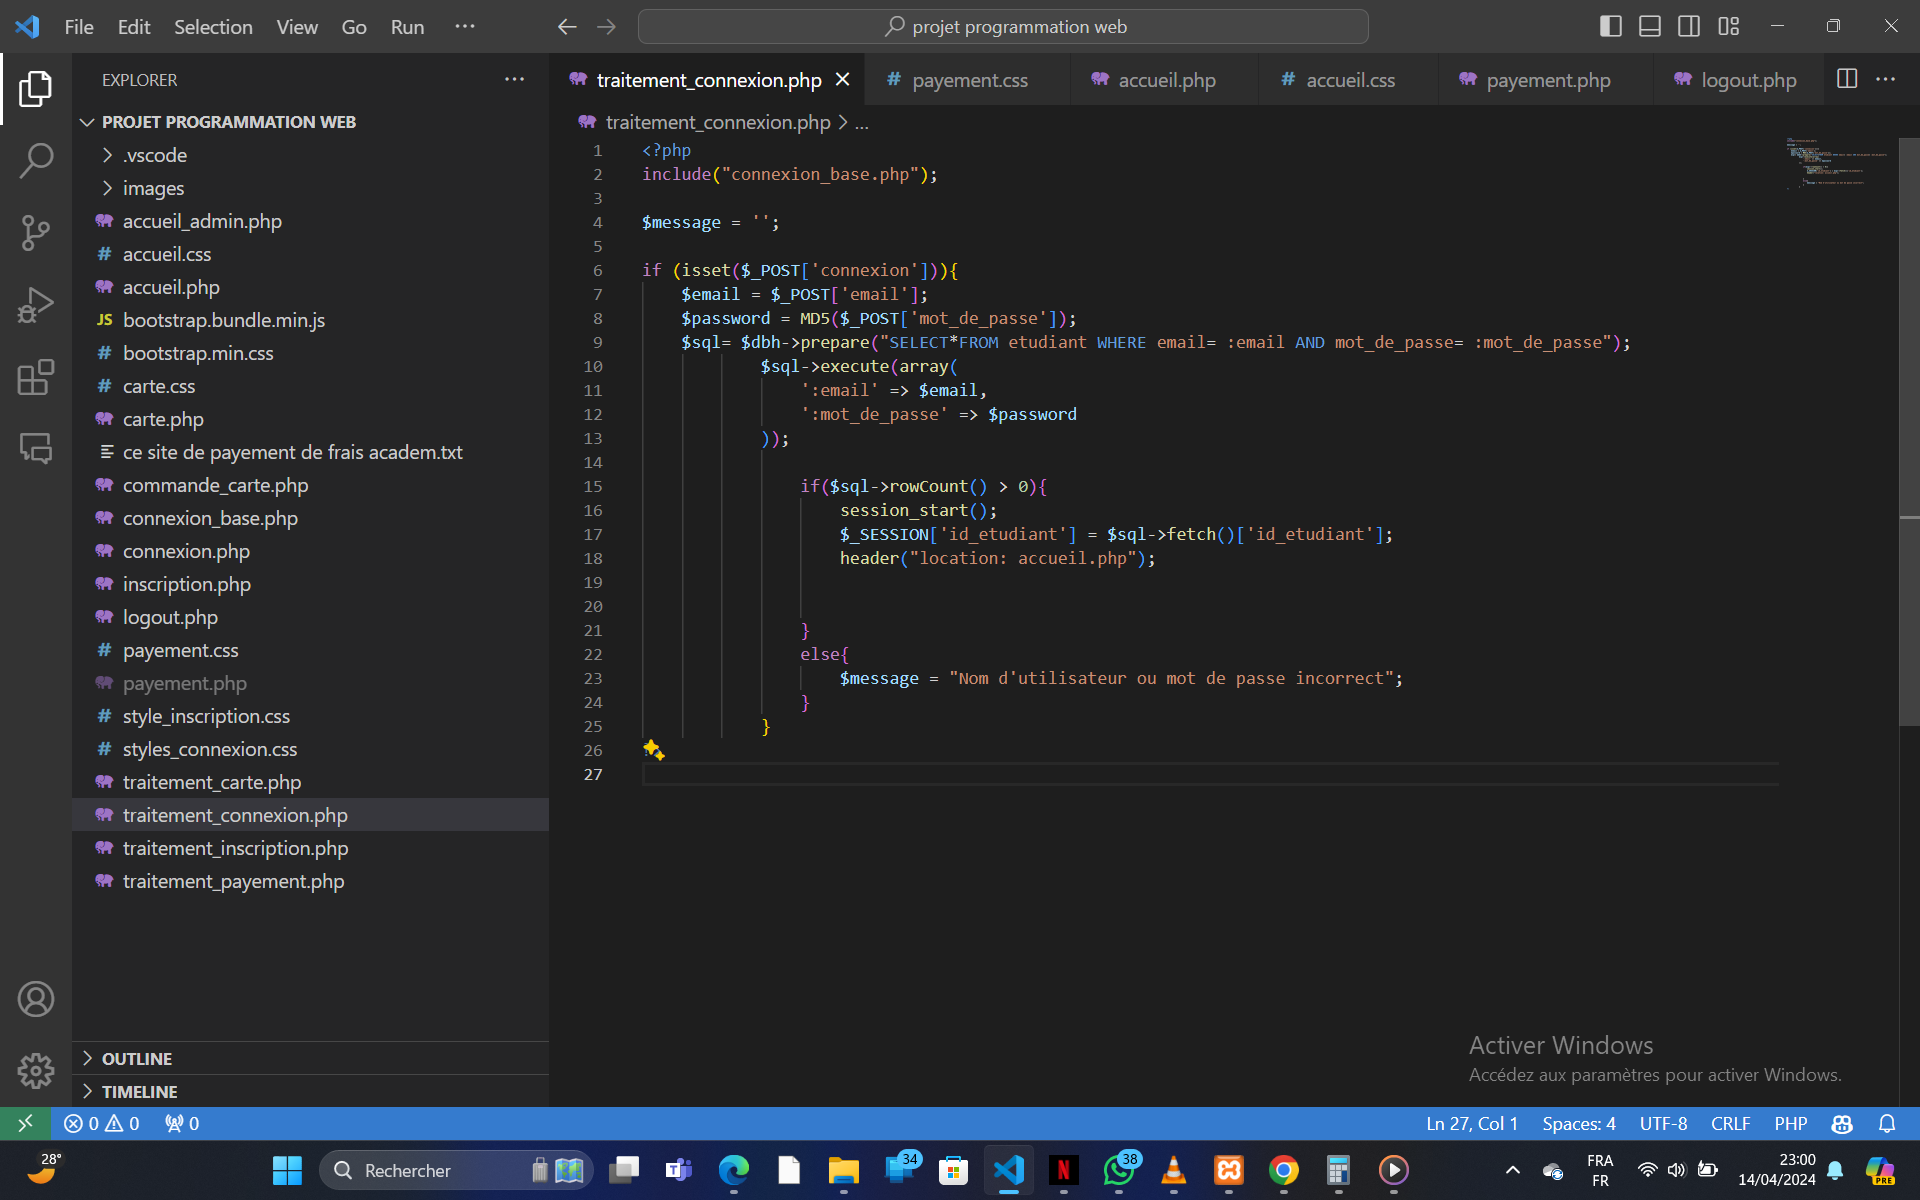 File Edit Selection View Go Run ··· projet programmation web
EXPLORER ···
PROJET PROGRAMMATION WEB
.vscode
images
accueil_admin.php
accueil.css
accueil.php
JS bootstrap.bundle.min.js
# bootstrap.min.css
# carte.css
carte.php
ce site de payement de frais academ.txt
commande_carte.php
connexion_base.php
connexion.php
inscription.php
logout.php
# payement.css
payement.php
# style_inscription.css
# styles_connexion.css
traitement_carte.php
traitement_connexion.php
traitement_inscription.php
traitement_payement.php
OUTLINE
TIMELINE
traitement_connexion.php # payement.css accueil.php # accueil.css payement.php logout.php ···
traitement_connexion.php > ...
1 <?php
2 include("connexion_base.php");
3
4 $message = '';
5
6 if (isset($_POST['connexion'])){
7 $email = $_POST['email'];
8 $password = MD5($_POST['mot_de_passe']);
9 $sql= $dbh->prepare("SELECT*FROM etudiant WHERE email= :email AND mot_de_passe= :mot_de_passe");
10 $sql->execute(array(
11 ':email' => $email,
12 ':mot_de_passe' => $password
13 ));
14
15 if($sql->rowCount() > 0){
16 session_start();
17 $_SESSION['id_etudiant'] = $sql->fetch()['id_etudiant'];
18 header("location: accueil.php");
19
20
21 }
22 else{
23 $message = "Nom d'utilisateur ou mot de passe incorrect";
24 }
25 }
26
27
Activer Windows
Accédez aux paramètres pour activer Windows.
0 0 0 Ln 27, Col 1 Spaces: 4 UTF-8 CRLF PHP
28° Rechercher 34 N 38 FRA FR 23:00 14/04/2024 PRE